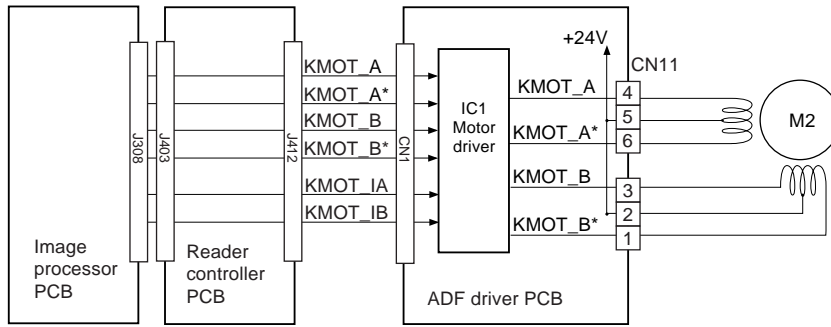 +24V
CN11
KMOT_A
KMOT_A*
KMOT_B
KMOT_B*
KMOT_IA
KMOT_IB
J308
J403
J412
CN1
IC1
Motor
driver
KMOT_A
KMOT_A*
KMOT_B
KMOT_B*
4
5
6
3
2
1
M2
Image
processor
PCB
Reader
controller
PCB
ADF driver PCB